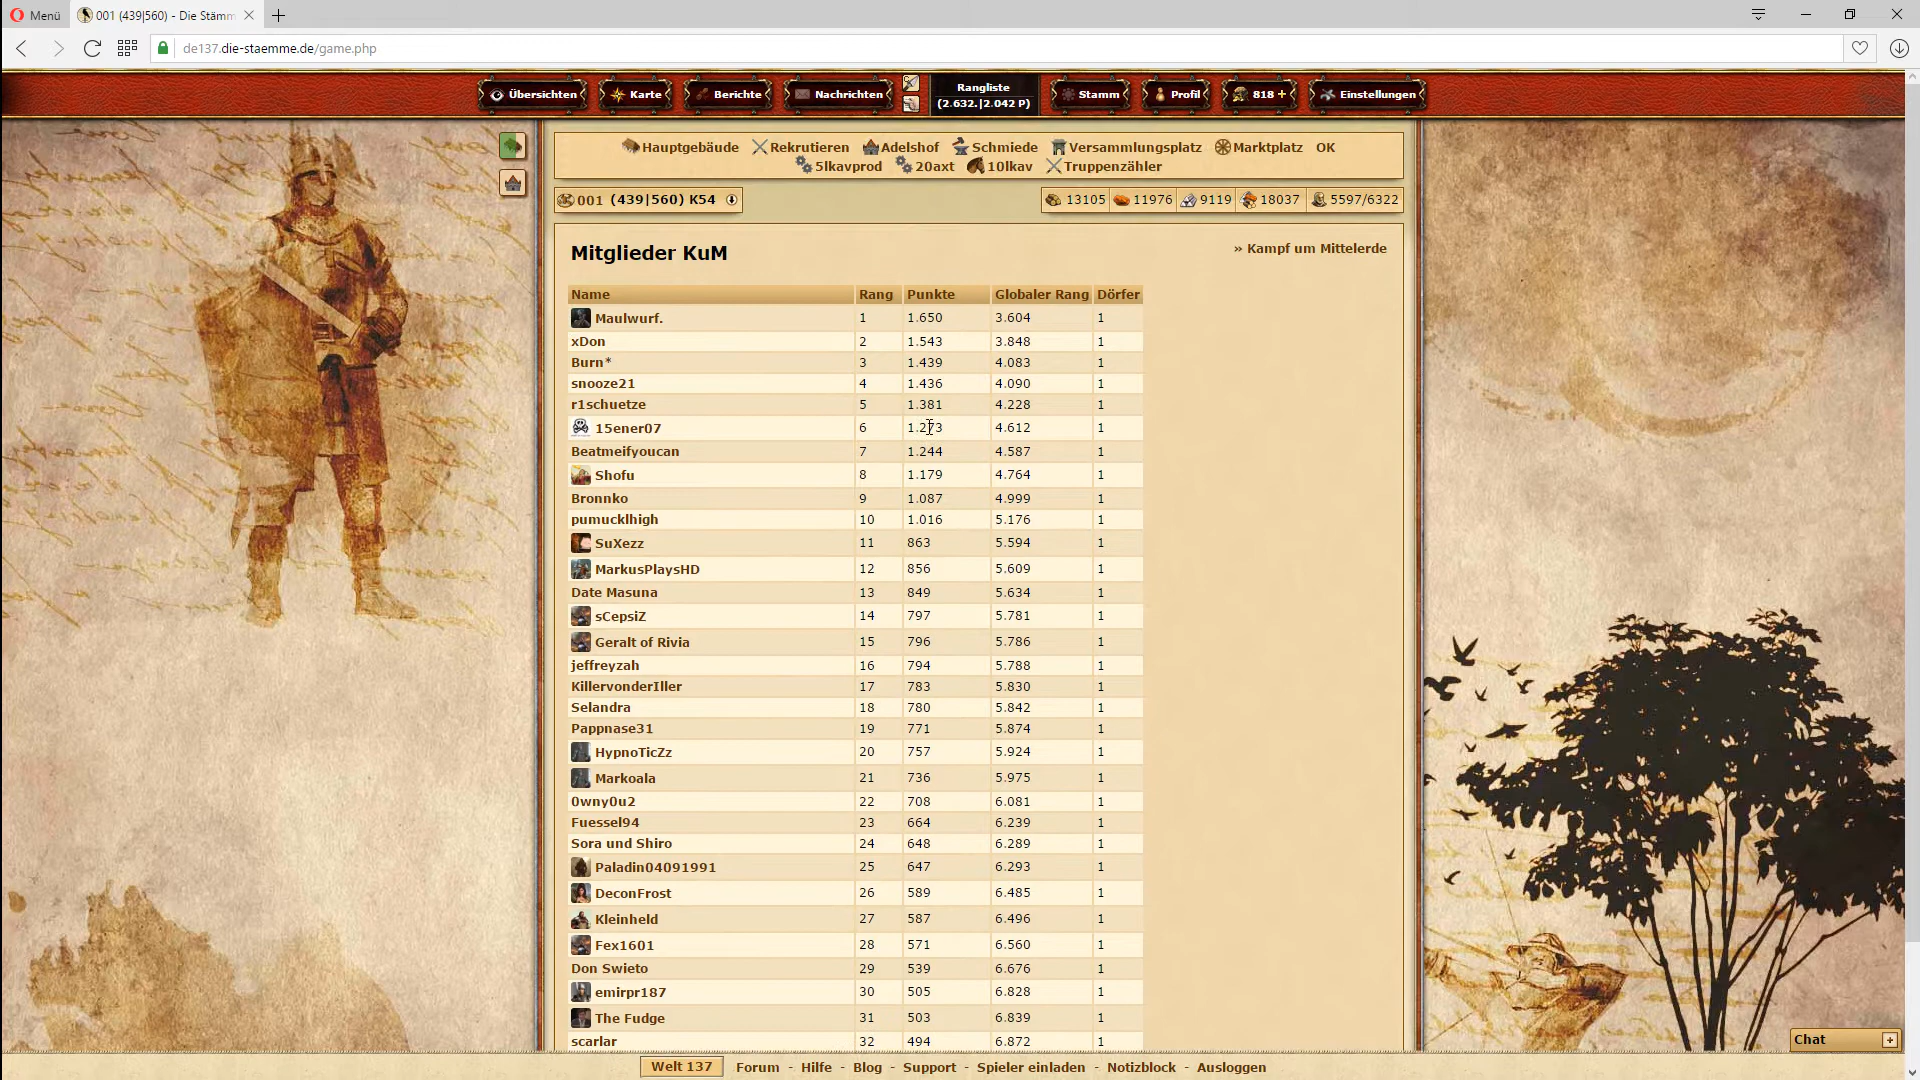 Menü
001 (439|560) - Die Stämm
de137.die-staemme.de/game.php
Übersichten Karte Berichte Nachrichten Rangliste (2.632.|2.042 P) Stamm Profil 818 + Einstellungen
Hauptgebäude Rekrutieren Adelshof Schmiede Versammlungsplatz Marktplatz OK
5lkavprod 20axt 10lkav Truppenzähler
001 (439|560) K54 13105 11976 9119 18037 5597/6322
Mitglieder KuM » Kampf um Mittelerde
Name Rang Punkte Globaler Rang Dörfer
Maulwurf. 1 1.650 3.604 1
xDon 2 1.543 3.848 1
Burn* 3 1.439 4.083 1
snooze21 4 1.436 4.090 1
r1schuetze 5 1.381 4.228 1
15ener07 6 1.273 4.612 1
Beatmeifyoucan 7 1.244 4.587 1
Shofu 8 1.179 4.764 1
Bronnko 9 1.087 4.999 1
pumucklhigh 10 1.016 5.176 1
SuXezz 11 863 5.594 1
MarkusPlaysHD 12 856 5.609 1
Date Masuna 13 849 5.634 1
sCepsiZ 14 797 5.781 1
Geralt of Rivia 15 796 5.786 1
jeffreyzah 16 794 5.788 1
KillervonderIller 17 783 5.830 1
Selandra 18 780 5.842 1
Pappnase31 19 771 5.874 1
HypnoTicZz 20 757 5.924 1
Markoala 21 736 5.975 1
0wny0u2 22 708 6.081 1
Fuessel94 23 664 6.239 1
Sora und Shiro 24 648 6.289 1
Paladin04091991 25 647 6.293 1
DeconFrost 26 589 6.485 1
Kleinheld 27 587 6.496 1
Fex1601 28 571 6.560 1
Don Swieto 29 539 6.676 1
emirpr187 30 505 6.828 1
The Fudge 31 503 6.839 1
scarlar 32 494 6.872 1
Chat
Welt 137 Forum - Hilfe - Blog - Support - Spieler einladen - Notizblock - Ausloggen